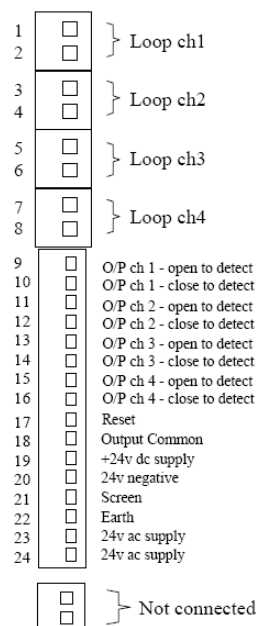 1
2
Loop ch1
3
4
Loop ch2
5
6
Loop ch3
7
8
Loop ch4
9 O/P ch 1 - open to detect
10 O/P ch 1 - close to detect
11 O/P ch 2 - open to detect
12 O/P ch 2 - close to detect
13 O/P ch 3 - open to detect
14 O/P ch 3 - close to detect
15 O/P ch 4 - open to detect
16 O/P ch 4 - close to detect
17 Reset
18 Output Common
19 +24v dc supply
20 24v negative
21 Screen
22 Earth
23 24v ac supply
24 24v ac supply
Not connected